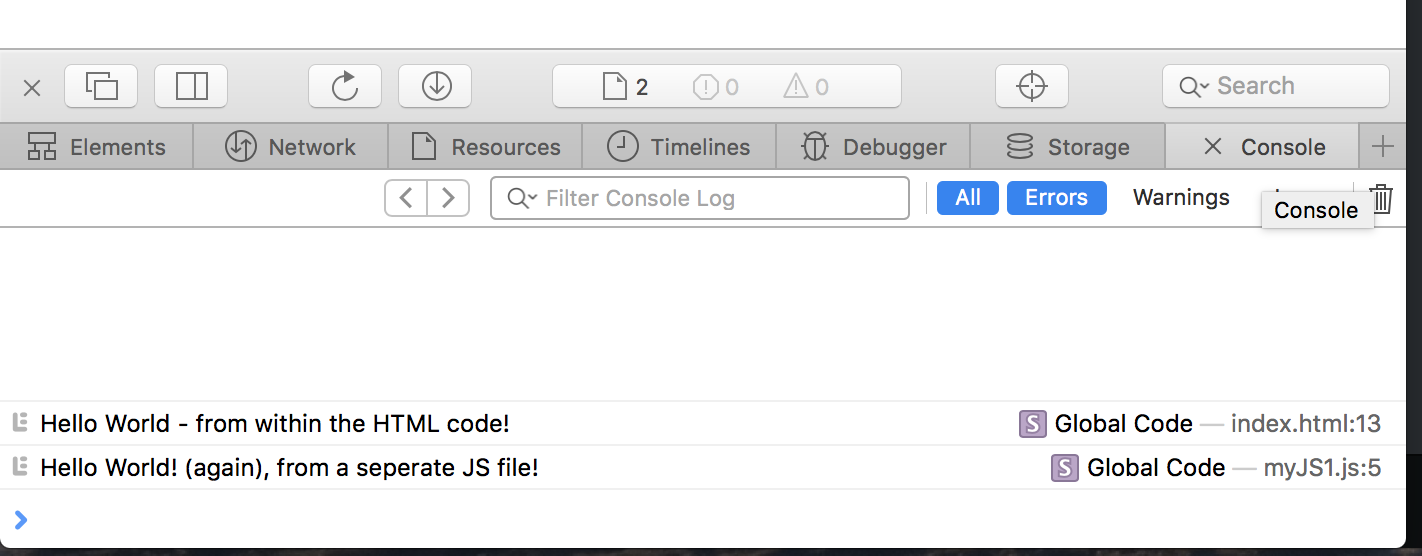 2 0 0 Search
Elements Network Resources Timelines Debugger Storage Console
Filter Console Log All Errors Warnings
Console
Hello World - from within the HTML code! S Global Code — index.html:13
Hello World! (again), from a seperate JS file! S Global Code — myJS1.js:5